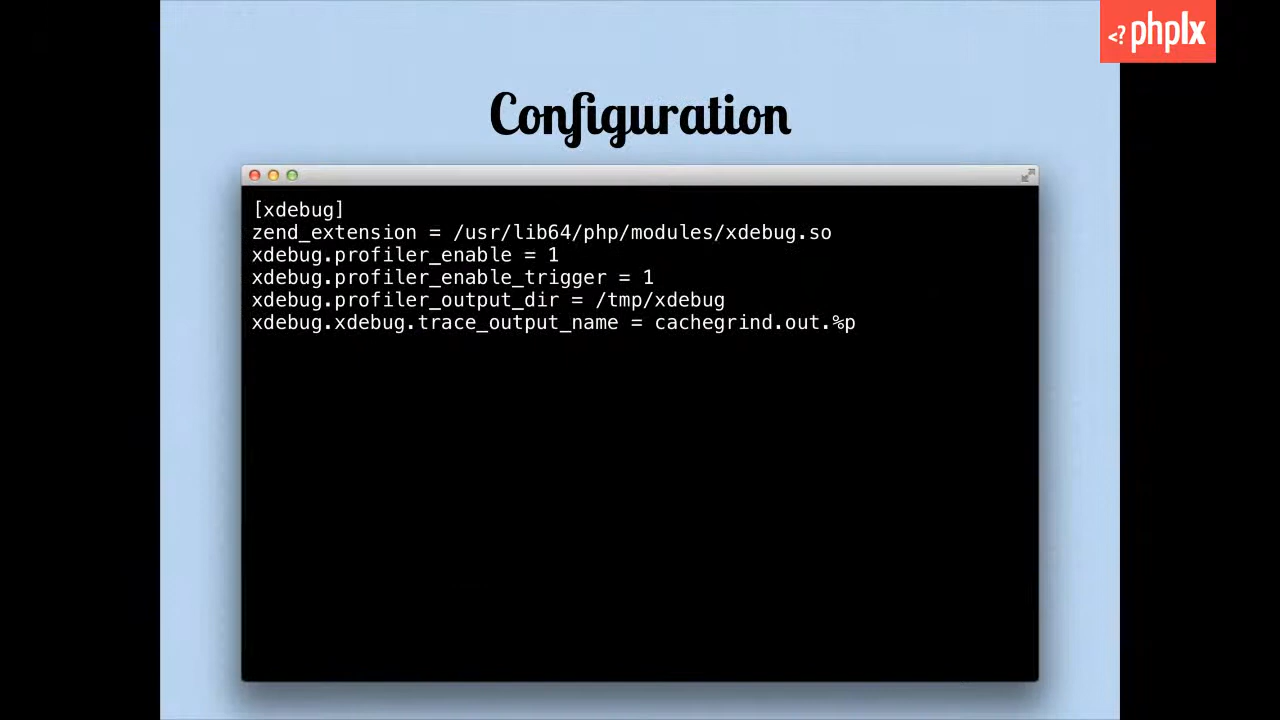 <? phplx
Configuration
[xdebug]
zend_extension = /usr/lib64/php/modules/xdebug.so
xdebug.profiler_enable = 1
xdebug.profiler_enable_trigger = 1
xdebug.profiler_output_dir = /tmp/xdebug
xdebug.xdebug.trace_output_name = cachegrind.out.%p